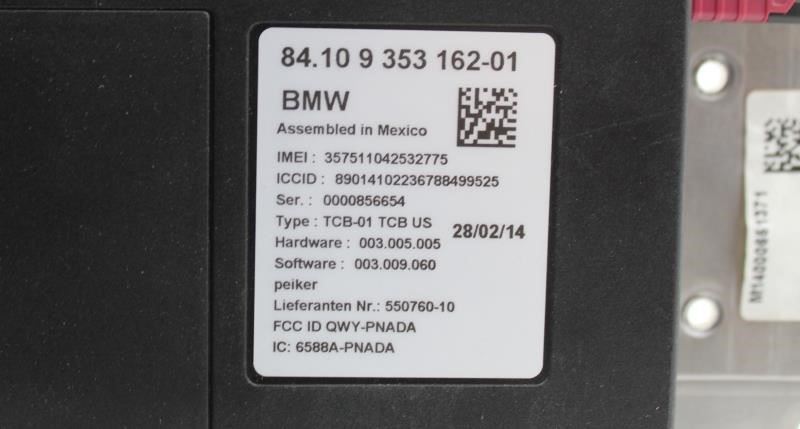 84.10 9 353 162-01
BMW
Assembled in Mexico
IMEI : 357511042532775
ICCID : 89014102236788499525
Ser. : 0000856654
Type : TCB-01 TCB US
28/02/14
Hardware : 003.005.005
Software : 003.009.060
peiker
Lieferanten Nr.: 550760-10
FCC ID QWY-PNADA
IC: 6588A-PNADA
M14000651371